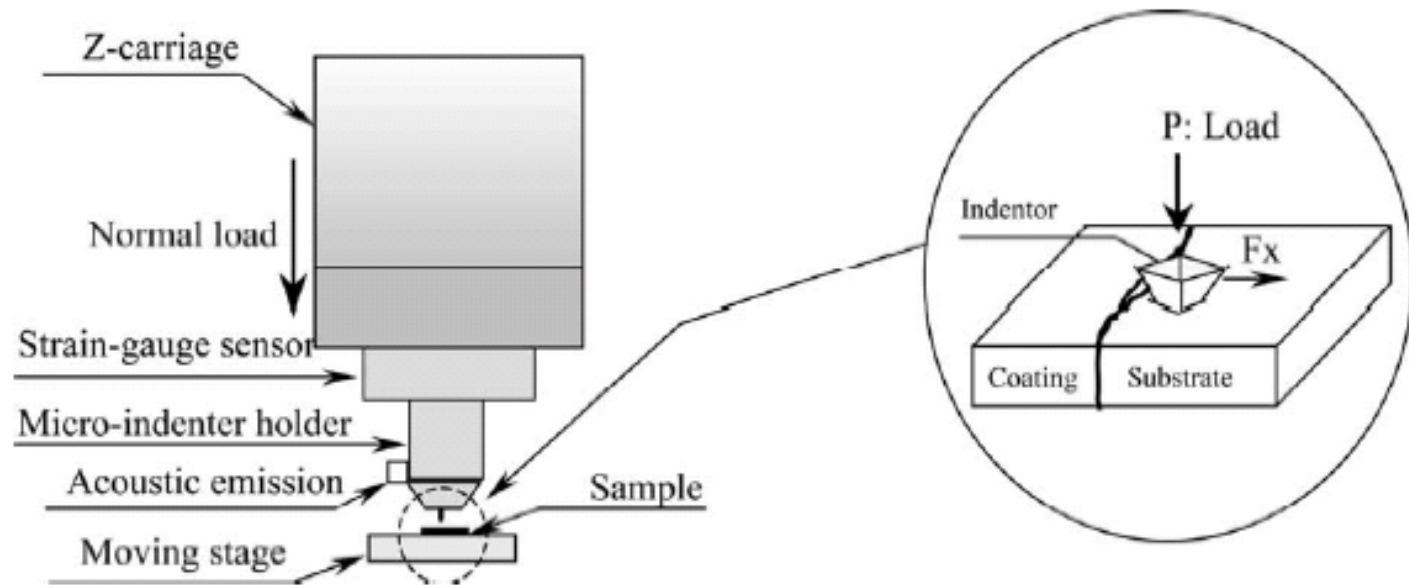 Z-carriage
Normal load
Strain-gauge sensor
Micro-indenter holder
Acoustic emission
Moving stage
Sample
P: Load
Indentor
Fx
Coating
Substrate